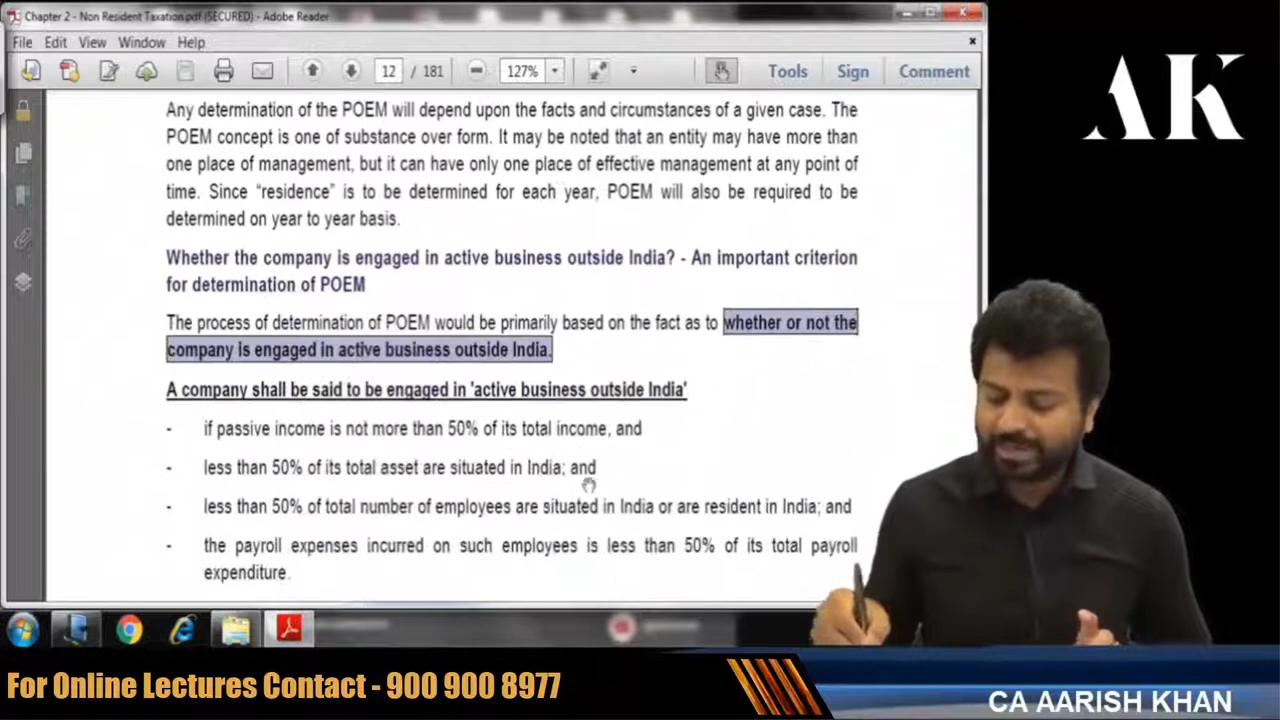 Chapter 2 - Non Resident Taxation.pdf (SECURED) - Adobe Reader
File Edit View Window Help
12 / 181 127% Tools Sign Comment
Any determination of the POEM will depend upon the facts and circumstances of a given case. The
POEM concept is one of substance over form. It may be noted that an entity may have more than
one place of management, but it can have only one place of effective management at any point of
time. Since “residence” is to be determined for each year, POEM will also be required to be
determined on year to year basis.
Whether the company is engaged in active business outside India? - An important criterion
for determination of POEM
The process of determination of POEM would be primarily based on the fact as to whether or not the
company is engaged in active business outside India.
A company shall be said to be engaged in 'active business outside India'
- if passive income is not more than 50% of its total income, and
- less than 50% of its total asset are situated in India; and
- less than 50% of total number of employees are situated in India or are resident in India; and
- the payroll expenses incurred on such employees is less than 50% of its total payroll
expenditure.
AK
For Online Lectures Contact - 900 900 8977
CA AARISH KHAN